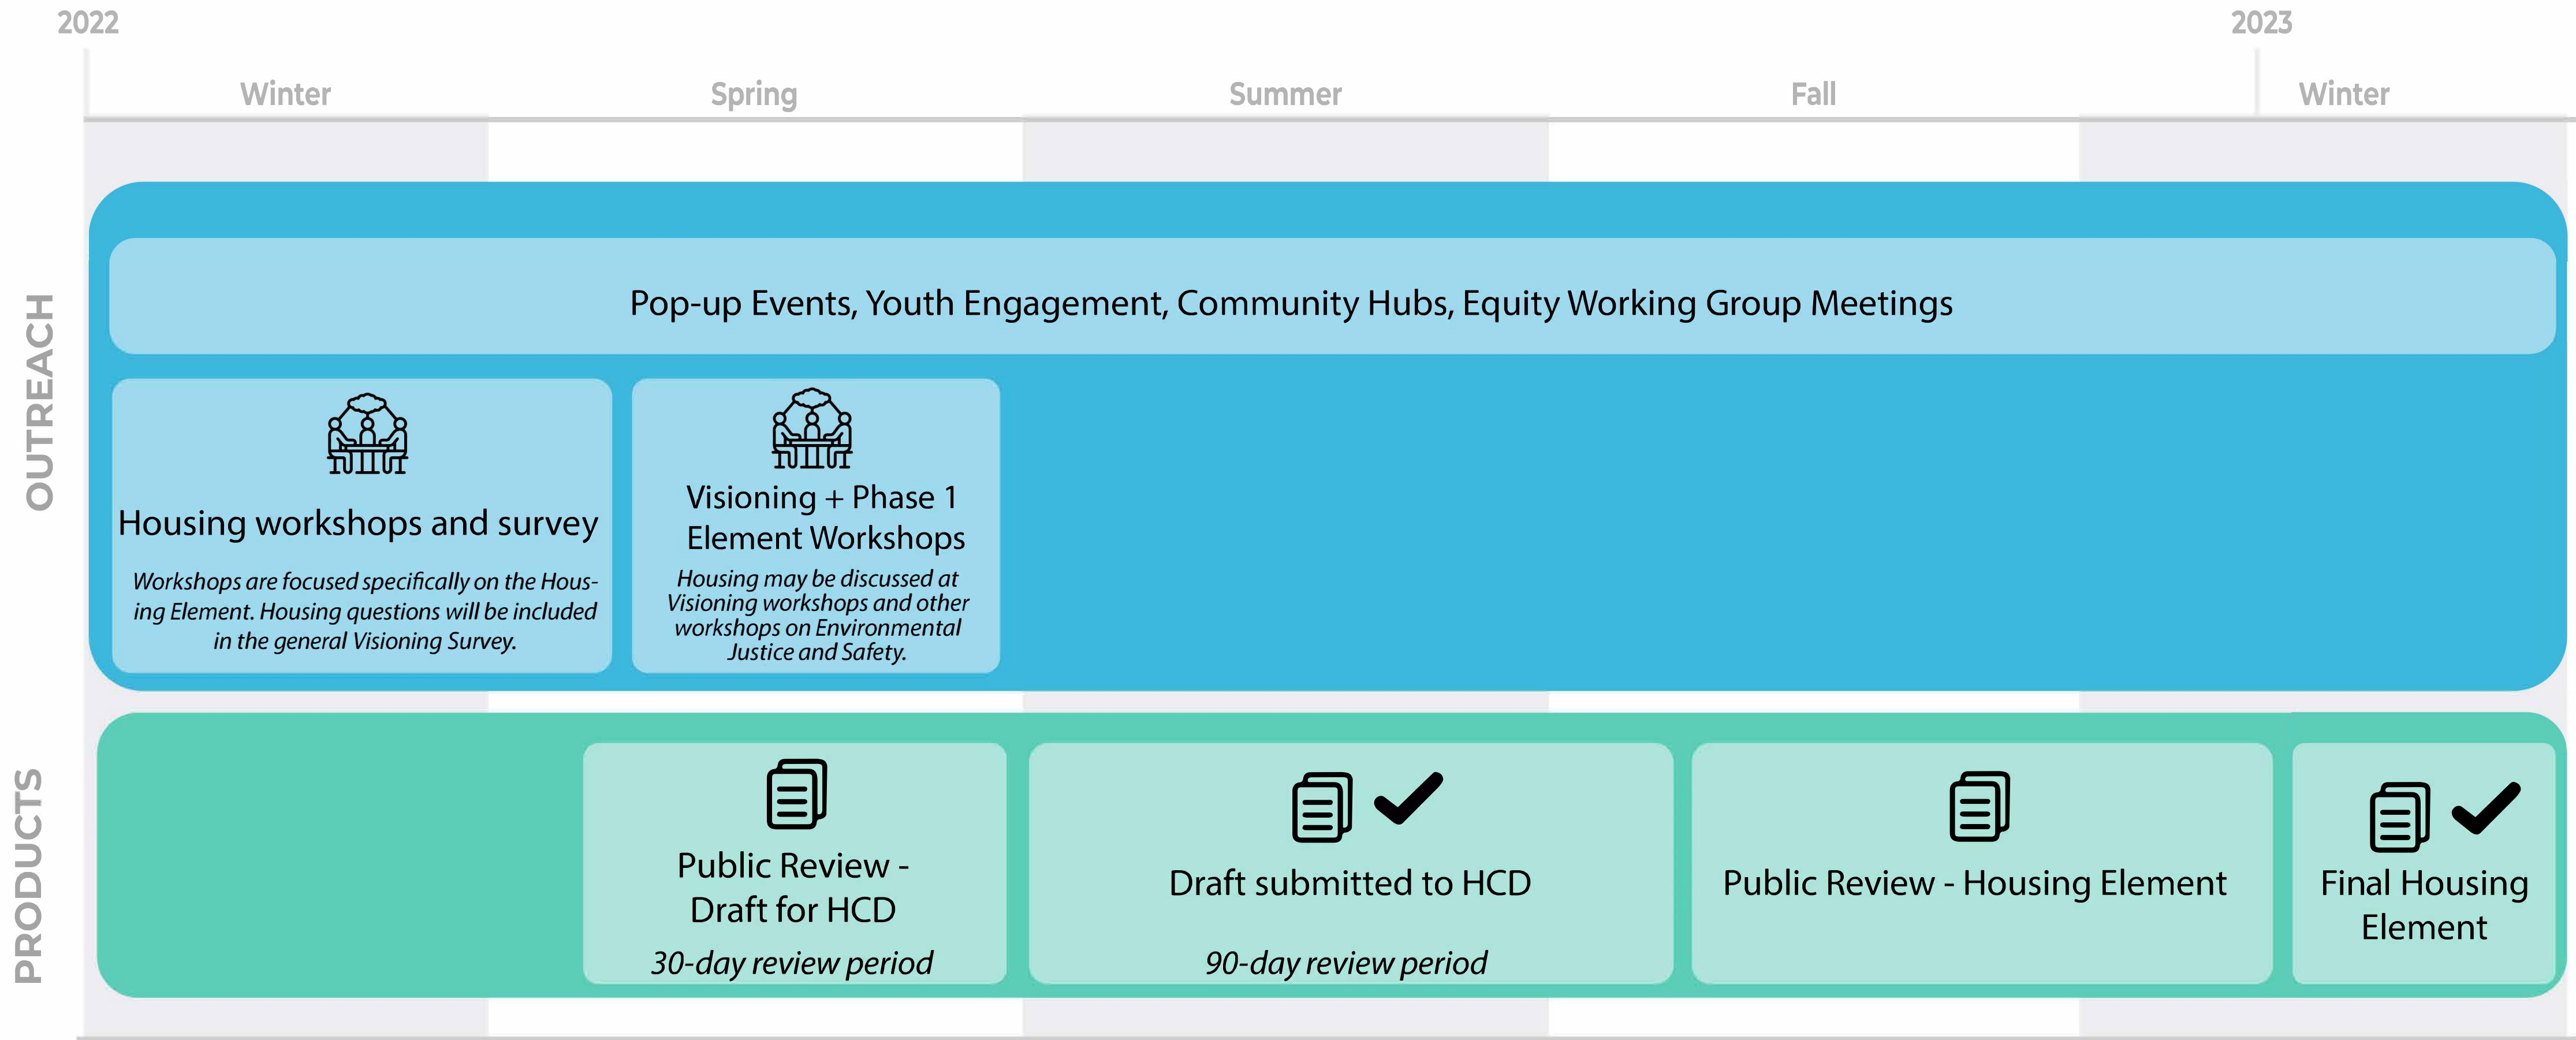 2022
2023
Winter
Spring
Summer
Fall
Winter
OUTREACH
Pop-up Events, Youth Engagement, Community Hubs, Equity Working Group Meetings
Housing workshops and survey
Workshops are focused specifically on the Hous-
ing Element. Housing questions will be included
in the general Visioning Survey.
Visioning + Phase 1
Element Workshops
Housing may be discussed at
Visioning workshops and other
workshops on Environmental
Justice and Safety.
PRODUCTS
Public Review -
Draft for HCD
30-day review period
Draft submitted to HCD
90-day review period
Public Review - Housing Element
Final Housing
Element